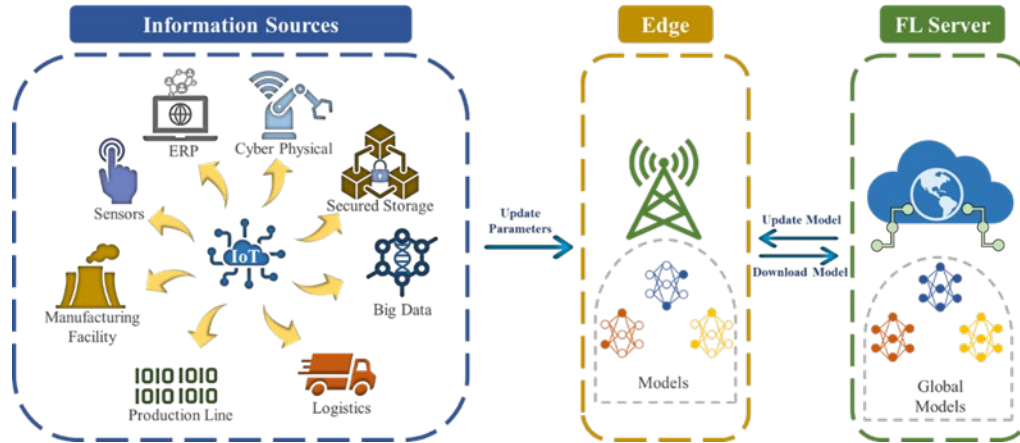 Information Sources
Edge
FL Server
ERP
Cyber Physical
Sensors
Secured Storage
IoT
Manufacturing
Facility
Big Data
1010 1010
1010 1010
Production Line
Logistics
Update
Parameters
Models
Update Model
Download Model
Global
Models